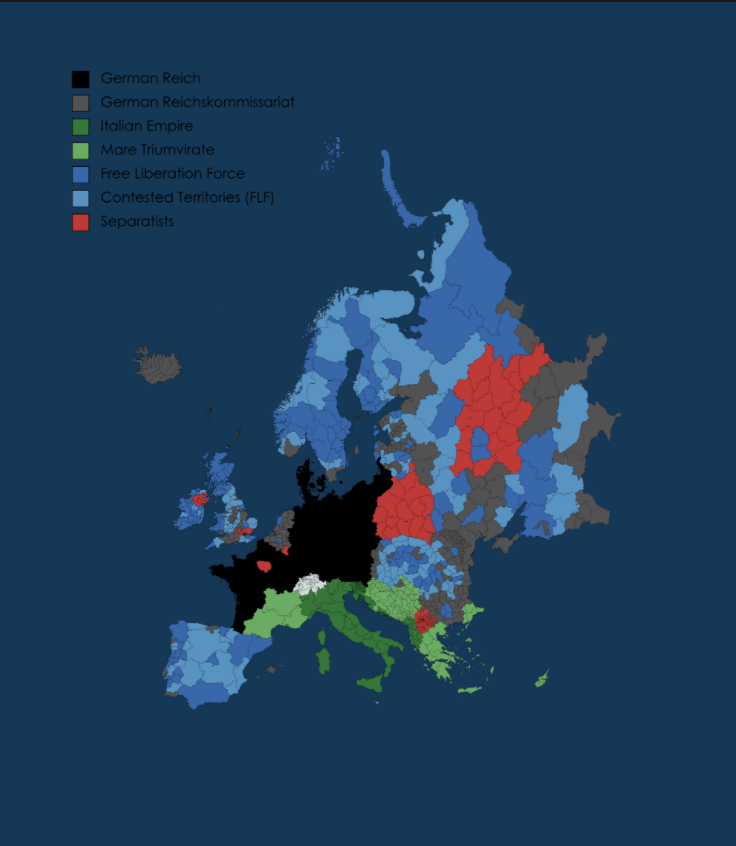 German Reich
German Reichskommissariat
Italian Empire
Mare Triumvirate
Free Liberation Force
Contested Territories (FLF)
Separatists